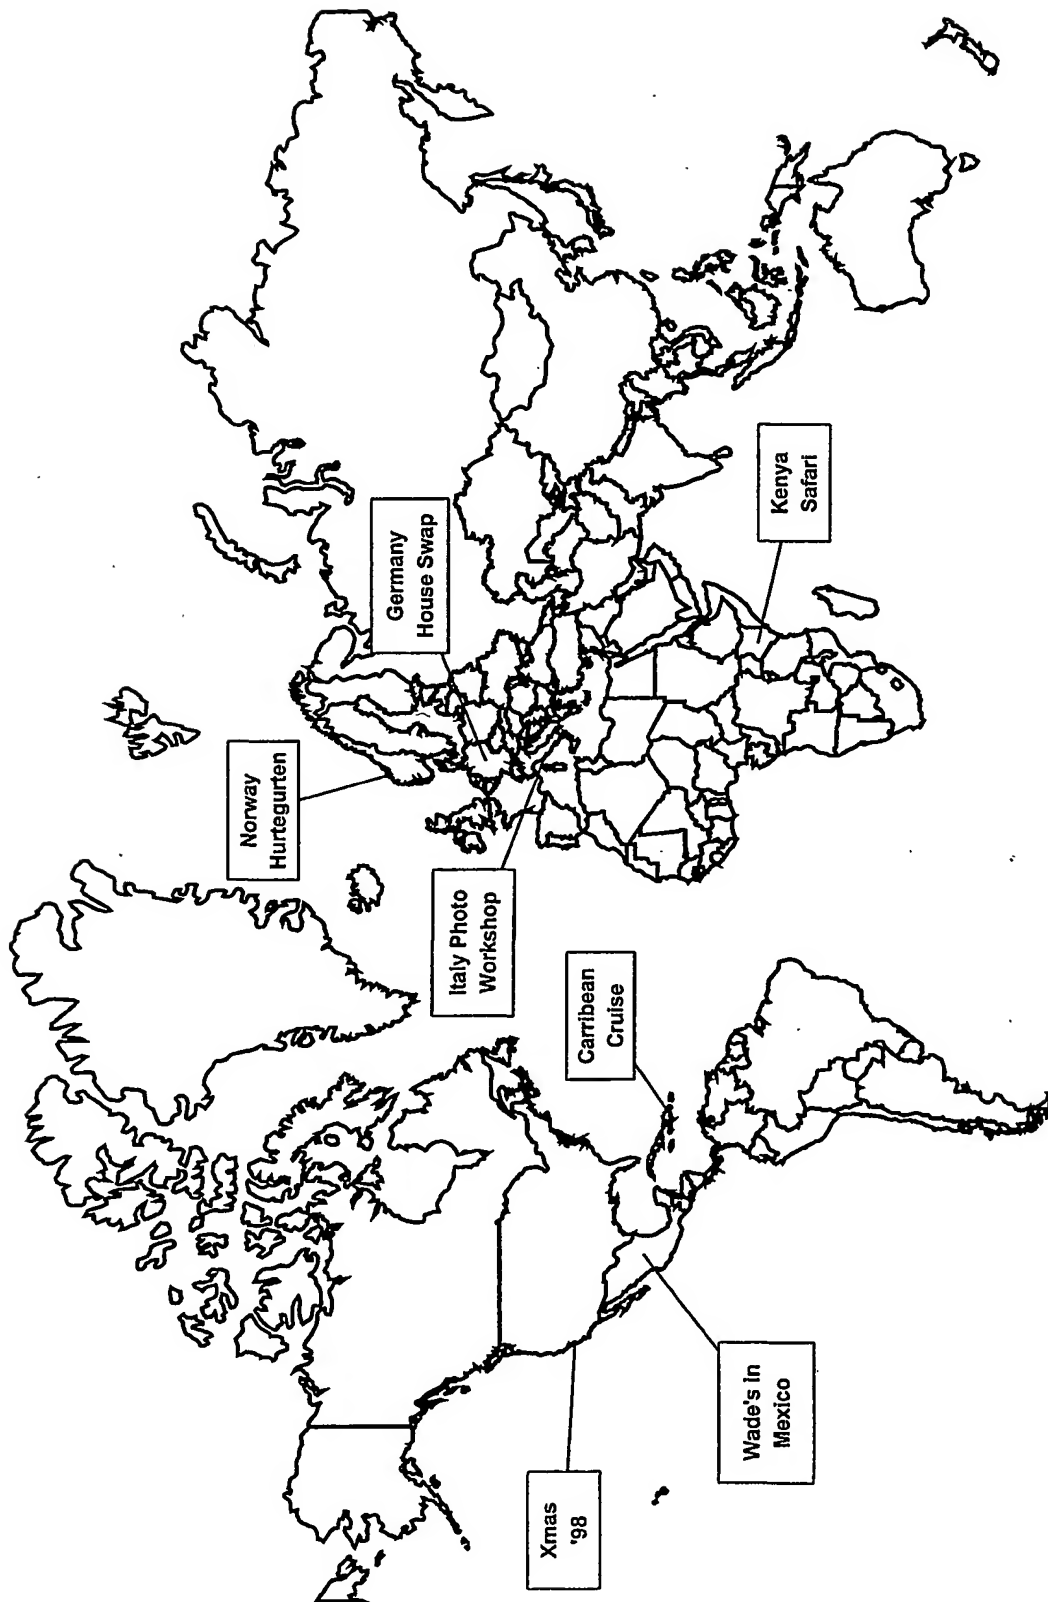 Norway
Hurtegurten
Germany
House Swap
Italy Photo
Workshop
Kenya
Safari
Carribean
Cruise
Xmas
'98
Wade's in
Mexico